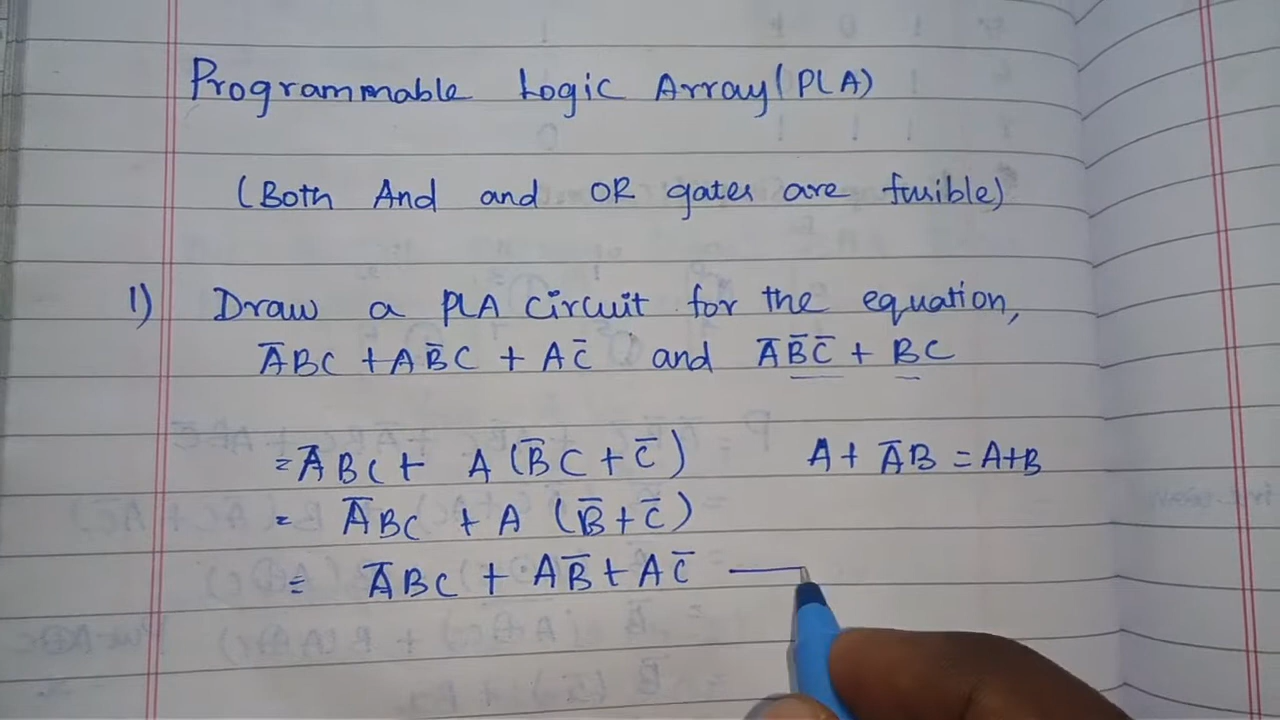 Programmable Logic Array (PLA)
(Both And and OR gates are fusible)
1) Draw a PLA circuit for the equation,
A̅BC + AB̅C + AC̅ and A̅B̅C̅ + BC
= A̅BC + A(B̅C + C̅) A + A̅B = A+B
= A̅BC + A (B̅ + C̅)
= A̅BC + AB̅ + AC̅ —